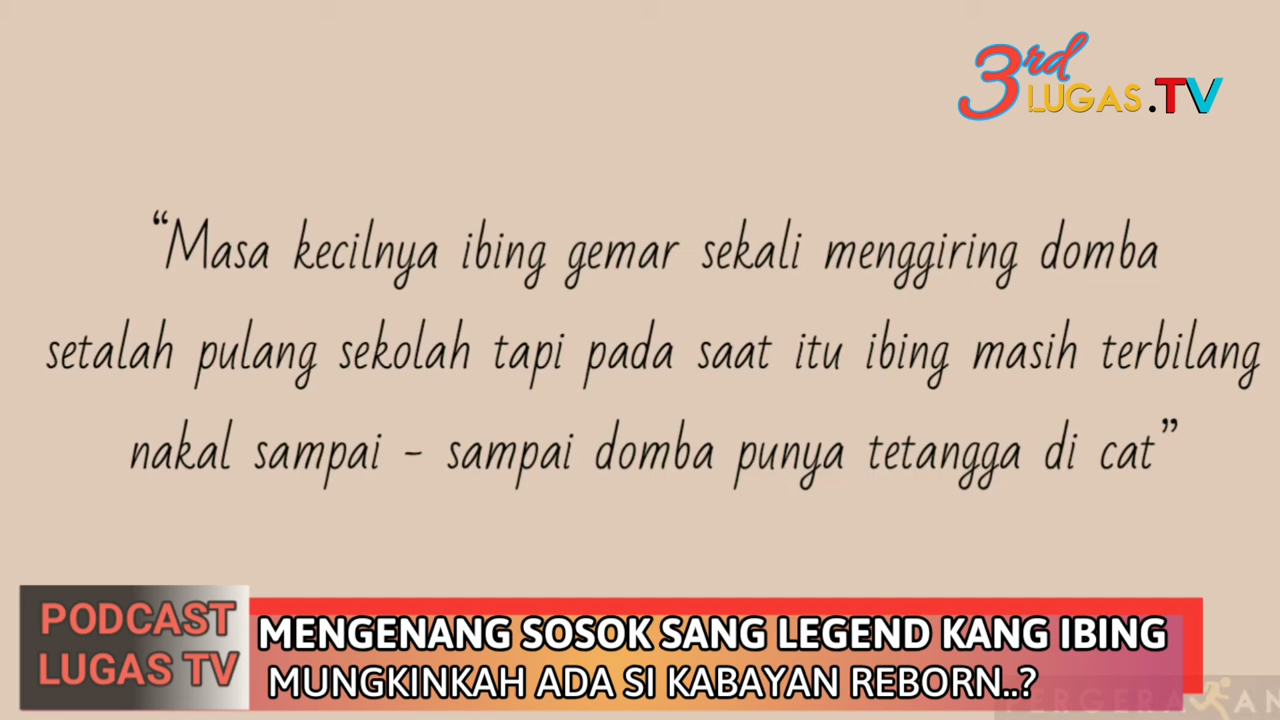 3rd
LUGAS.TV
“Masa kecilnya ibing gemar sekali menggiring domba
setalah pulang sekolah tapi pada saat itu ibing masih terbilang
nakal sampai - sampai domba punya tetangga di cat”
PODCAST
LUGAS TV
MENGENANG SOSOK SANG LEGEND KANG IBING
MUNGKINKAH ADA SI KABAYAN REBORN..?